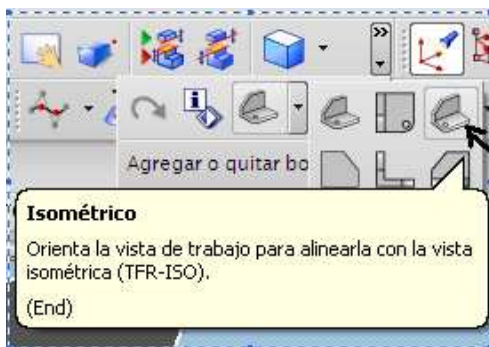 Agregar o quitar bo
Isométrico
Orienta la vista de trabajo para alinearla con la vista
isométrica (TFR-ISO).
(End)